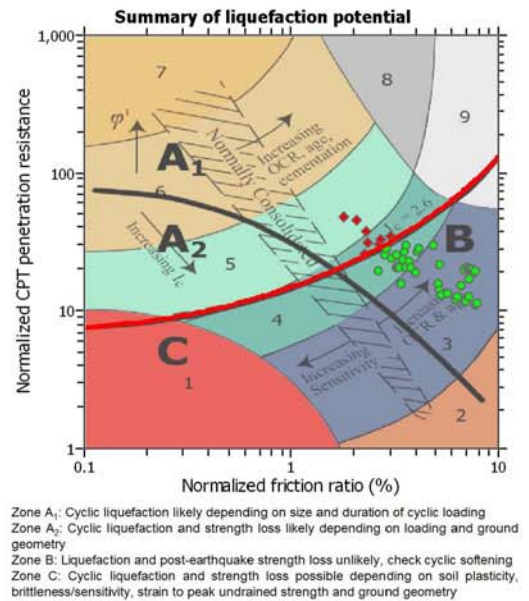 Summary of liquefaction potential
1,000
7
8
9
φ'
A1
Normally Consolidated
Increasing
OCR, age,
cementation
100
6
Ic = 2.6
A2
B
Increasing Ic
5
10
4
Increasing
OCR & age
C
3
Increasing
Sensitivity
1
2
1
0.1
1
10
Normalized CPT penetration resistance
Normalized friction ratio (%)
Zone A1: Cyclic liquefaction likely depending on size and duration of cyclic loading
Zone A2: Cyclic liquefaction and strength loss likely depending on loading and ground
geometry
Zone B: Liquefaction and post-earthquake strength loss unlikely, check cyclic softening
Zone C: Cyclic liquefaction and strength loss possible depending on soil plasticity,
brittleness/sensitivity, strain to peak undrained strength and ground geometry